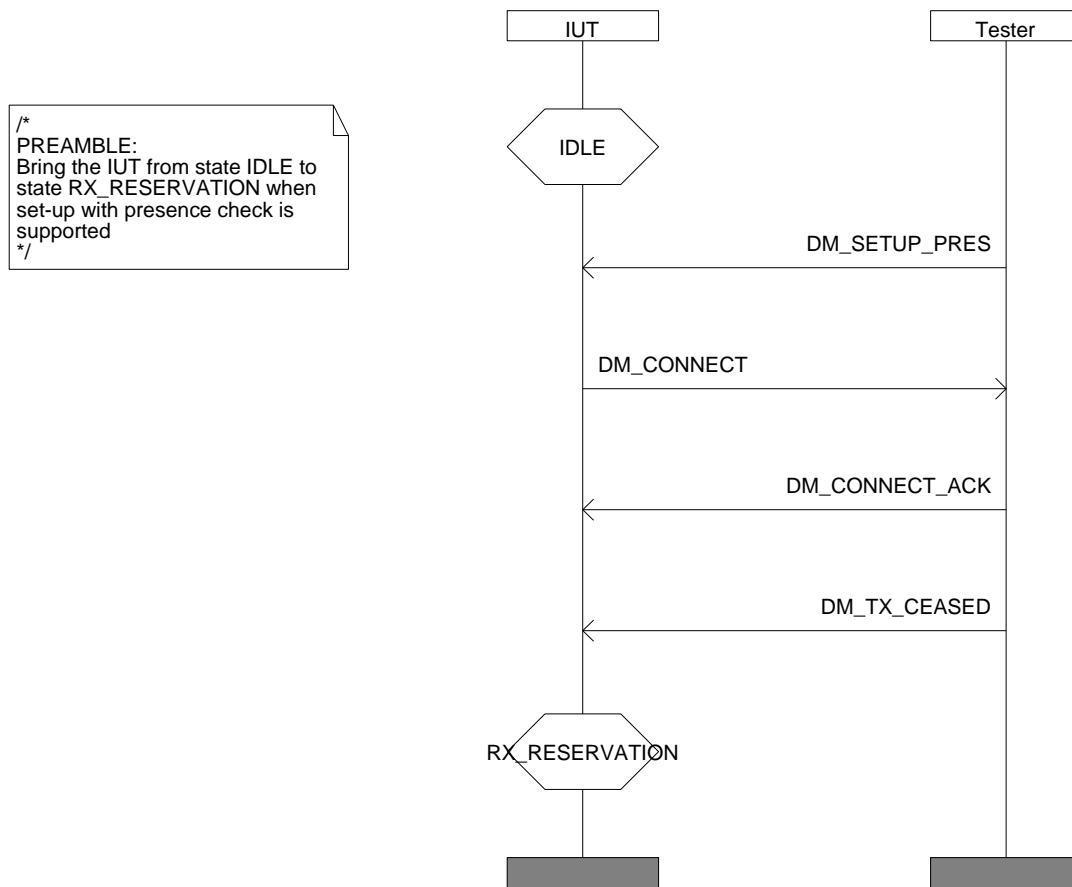 IUT
Tester
/*
PREAMBLE:
Bring the IUT from state IDLE to
state RX_RESERVATION when
set-up with presence check is
supported
*/
IDLE
DM_SETUP_PRES
DM_CONNECT
DM_CONNECT_ACK
DM_TX_CEASED
RX_RESERVATION